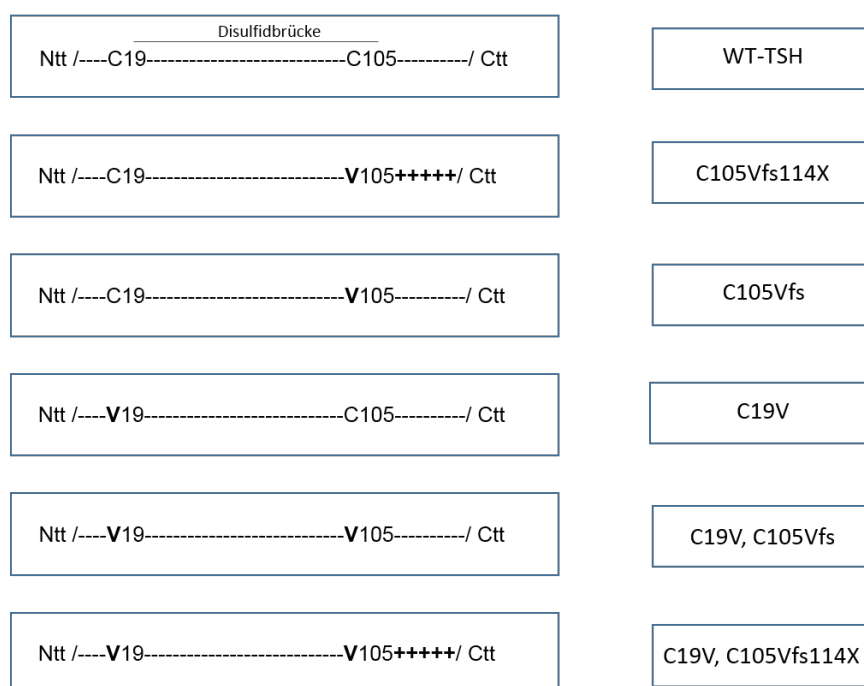 Disulfidbrücke
Ntt /----C19----------------------------C105----------/ Ctt
WT-TSH
Ntt /----C19----------------------------V105+++++/ Ctt
C105Vfs114X
Ntt /----C19----------------------------V105----------/ Ctt
C105Vfs
Ntt /----V19----------------------------C105----------/ Ctt
C19V
Ntt /----V19----------------------------V105----------/ Ctt
C19V, C105Vfs
Ntt /----V19----------------------------V105+++++/ Ctt
C19V, C105Vfs114X